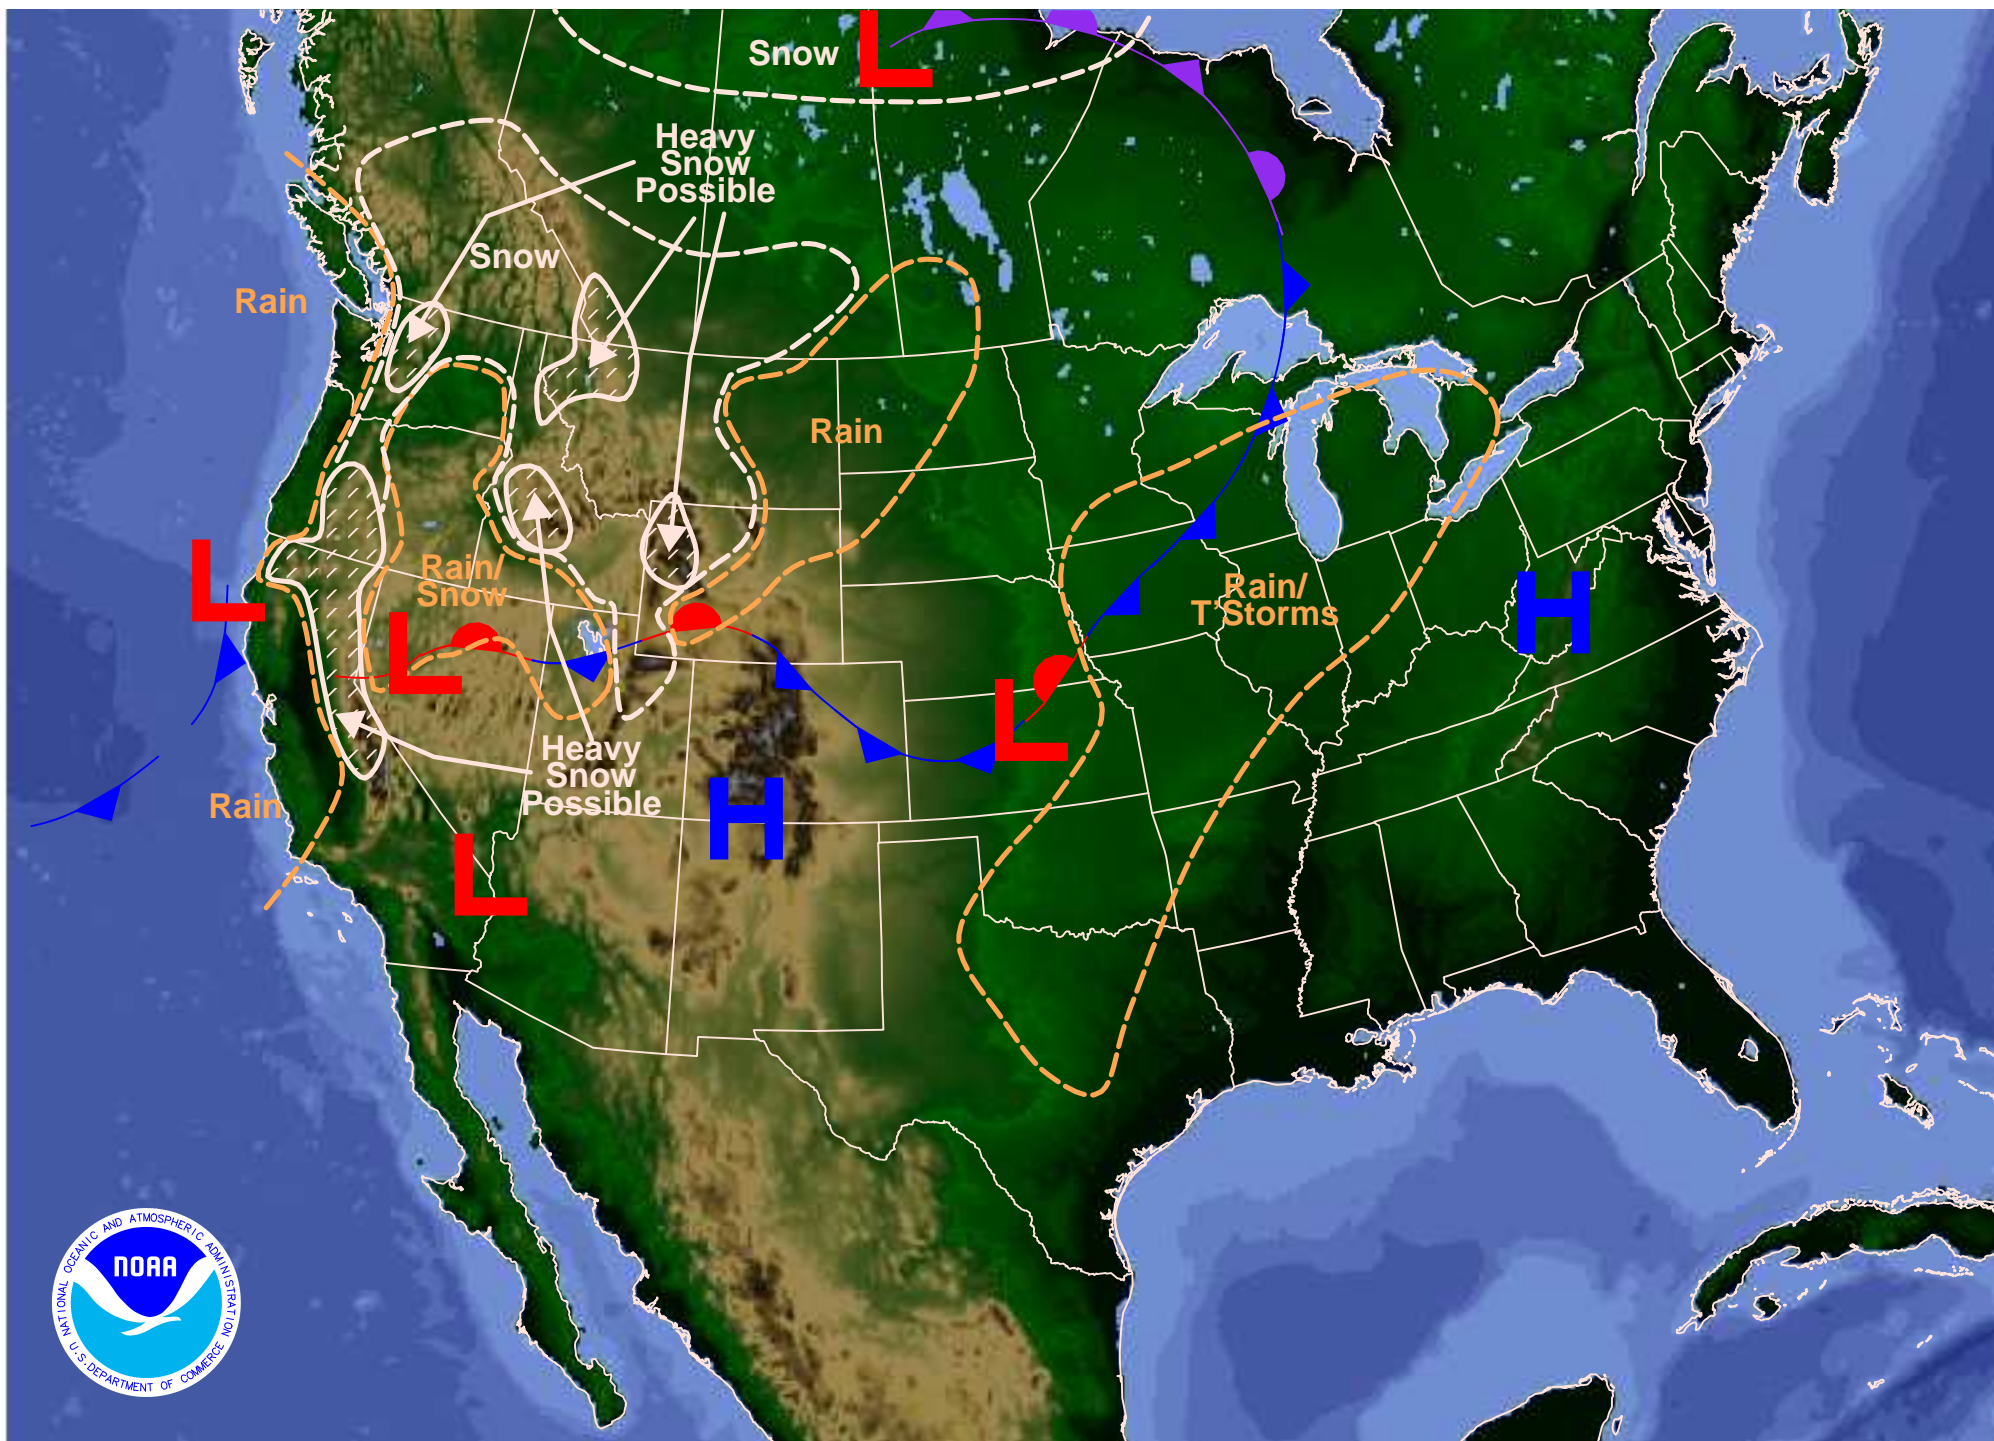 Snow
L
Heavy
Snow
Possible
Snow
Rain
Rain
L
Rain/
Snow
Rain/
T'Storms
H
L
L
Heavy
Snow
Possible
Rain
H
L
NATIONAL OCEANIC AND ATMOSPHERIC ADMINISTRATION
NOAA
U.S. DEPARTMENT OF COMMERCE